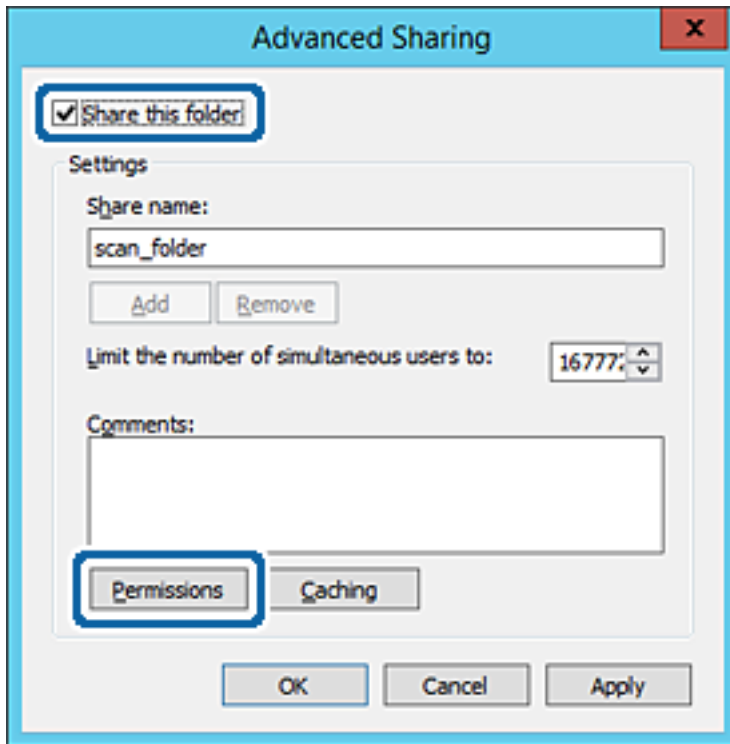 Advanced Sharing
x
Share this folder
Settings
Share name:
scan_folder
Add Remove
Limit the number of simultaneous users to: 16777
Comments:
Permissions Caching
OK Cancel Apply